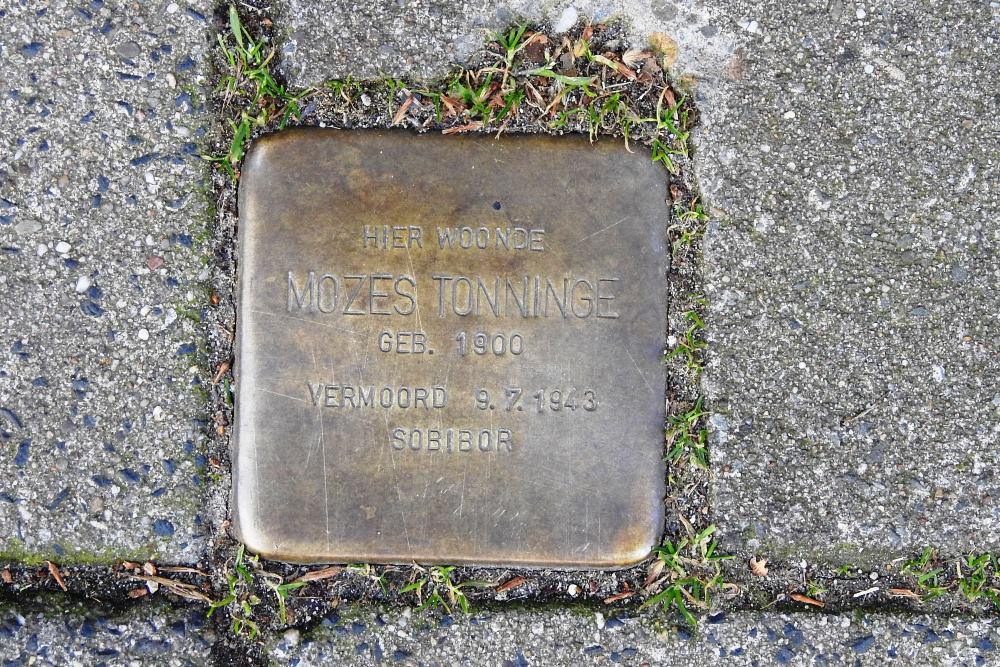 HIER WOONDE
MOZES TONNINGE
GEB. 1900
VERMOORD 9.7.1943
SOBIBOR